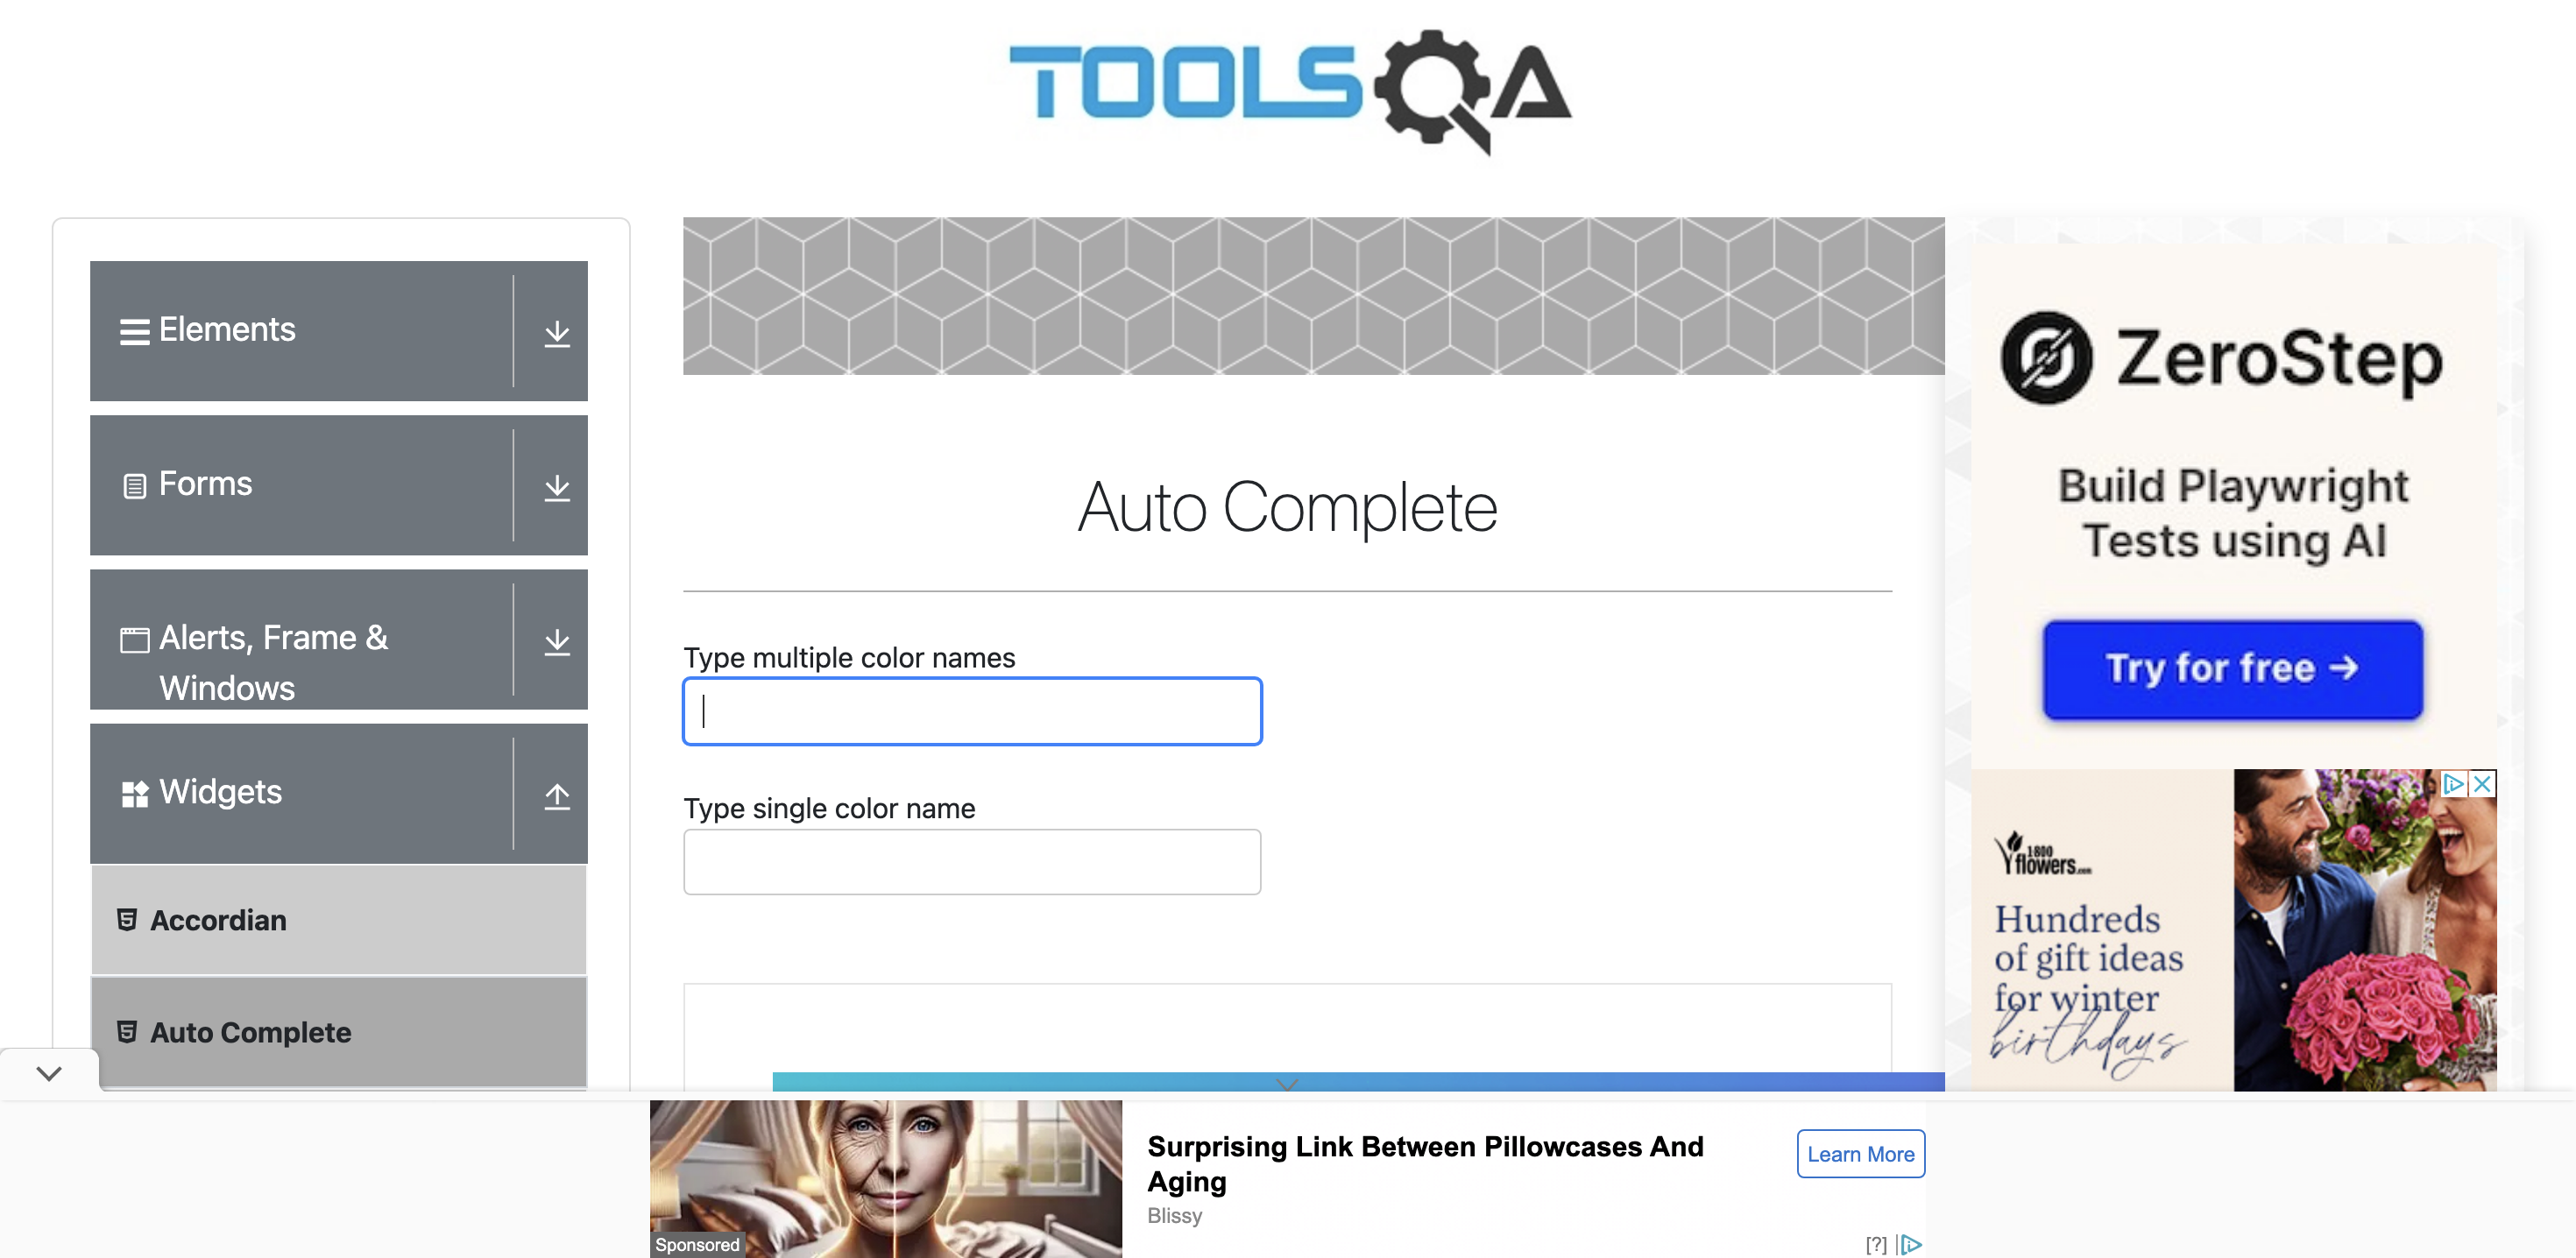 TOOLSQA
Elements
Forms
Alerts, Frame &
Windows
Widgets
Accordian
Auto Complete
Auto Complete
Type multiple color names
Type single color name
ZeroStep
Build Playwright
Tests using AI
Try for free →
1800
flowers.com
Hundreds
of gift ideas
for winter
birthdays
Surprising Link Between Pillowcases And
Aging
Blissy
Learn More
Sponsored
[?]